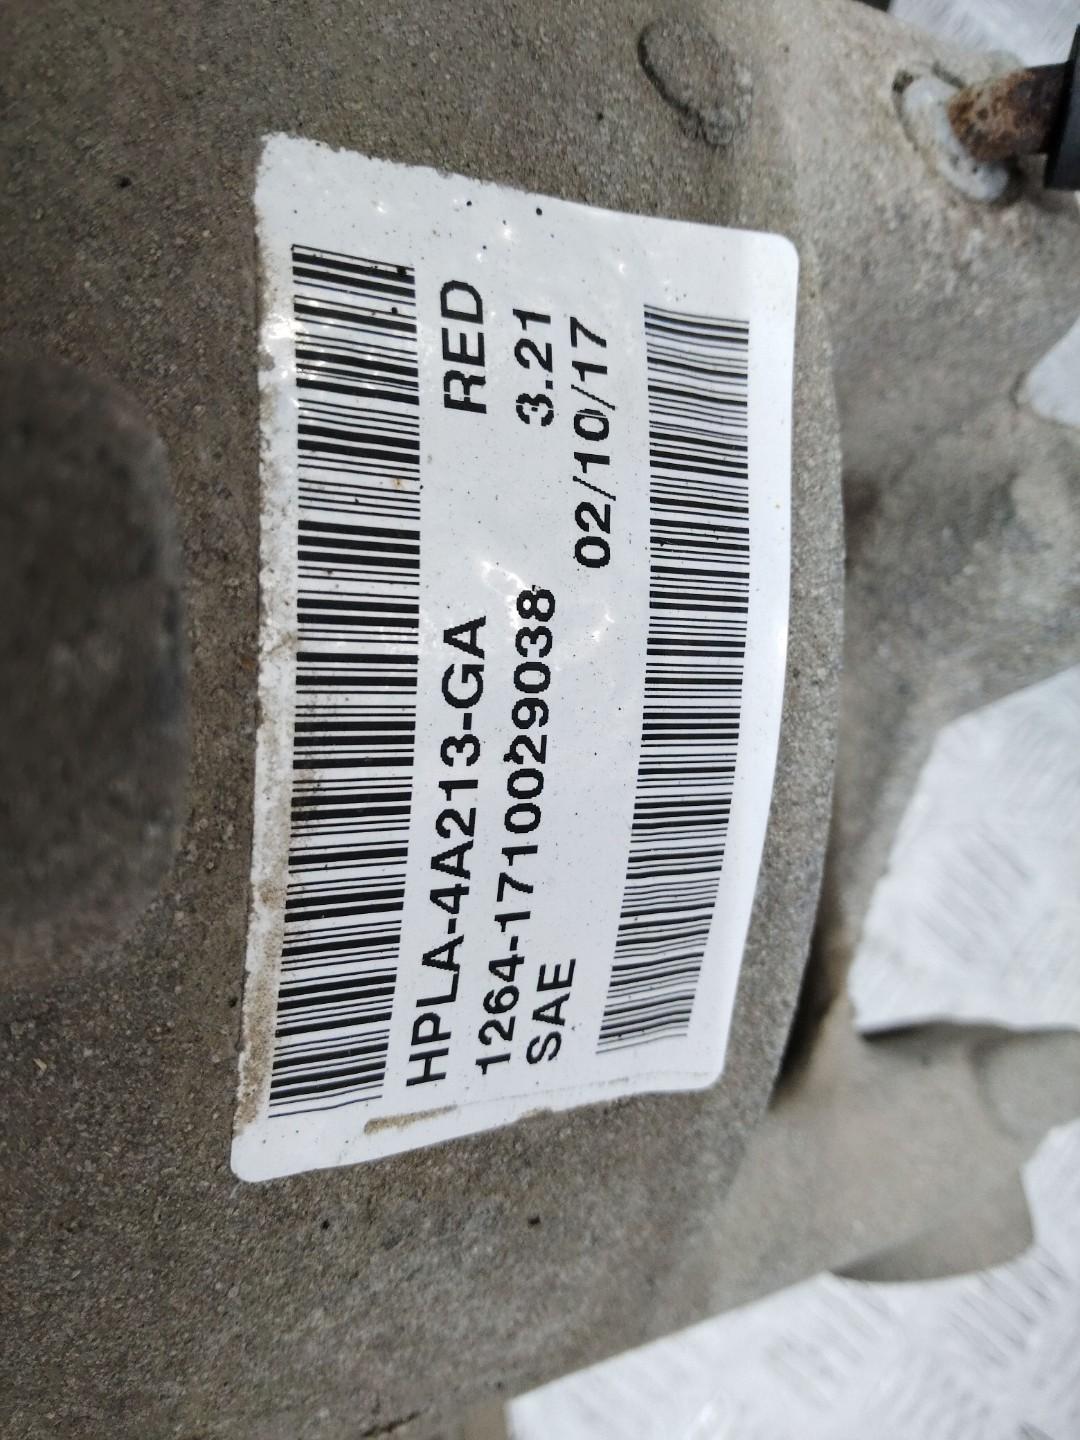 HPLA-4A213-GA RED
1264-1710029038 3.21
SAE 02/10/17